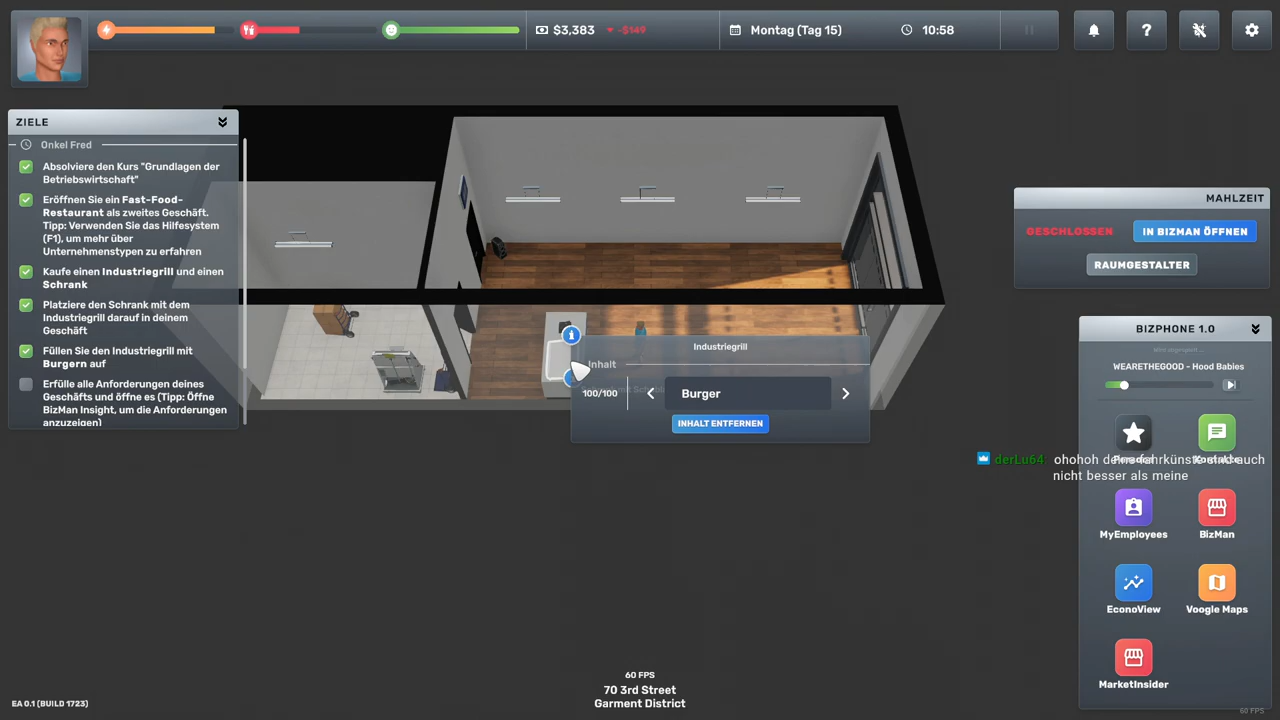 $3,383
-$149
Montag (Tag 15)
10:58
ZIELE
Onkel Fred
Absolviere den Kurs "Grundlagen der
Betriebswirtschaft"
Eröffnen Sie ein Fast-Food-
Restaurant als zweites Geschäft.
Tipp: Verwenden Sie das Hilfesystem
(F1), um mehr über
Unternehmenstypen zu erfahren
Kaufe einen Industriegrill und einen
Schrank
Platziere den Schrank mit dem
Industriegrill darauf in deinem
Geschäft
Füllen Sie den Industriegrill mit
Burgern auf
Erfülle alle Anforderungen deines
Geschäfts und öffne es (Tipp: Öffne
BizMan Insight, um die Anforderungen
anzuzeigen)
Industriegrill
Inhalt
100/100
Burger
INHALT ENTFERNEN
MAHLZEIT
GESCHLOSSEN
IN BIZMAN ÖFFNEN
RAUMGESTALTER
BIZPHONE 1.0
WEARETHEGOOD - Hood Babies
derLu64
nicht besser als meine
MyEmployees
BizMan
EconoView
Voogle Maps
MarketInsider
60 FPS
70 3rd Street
Garment District
EA 0.1 (BUILD 1723)
60 FPS